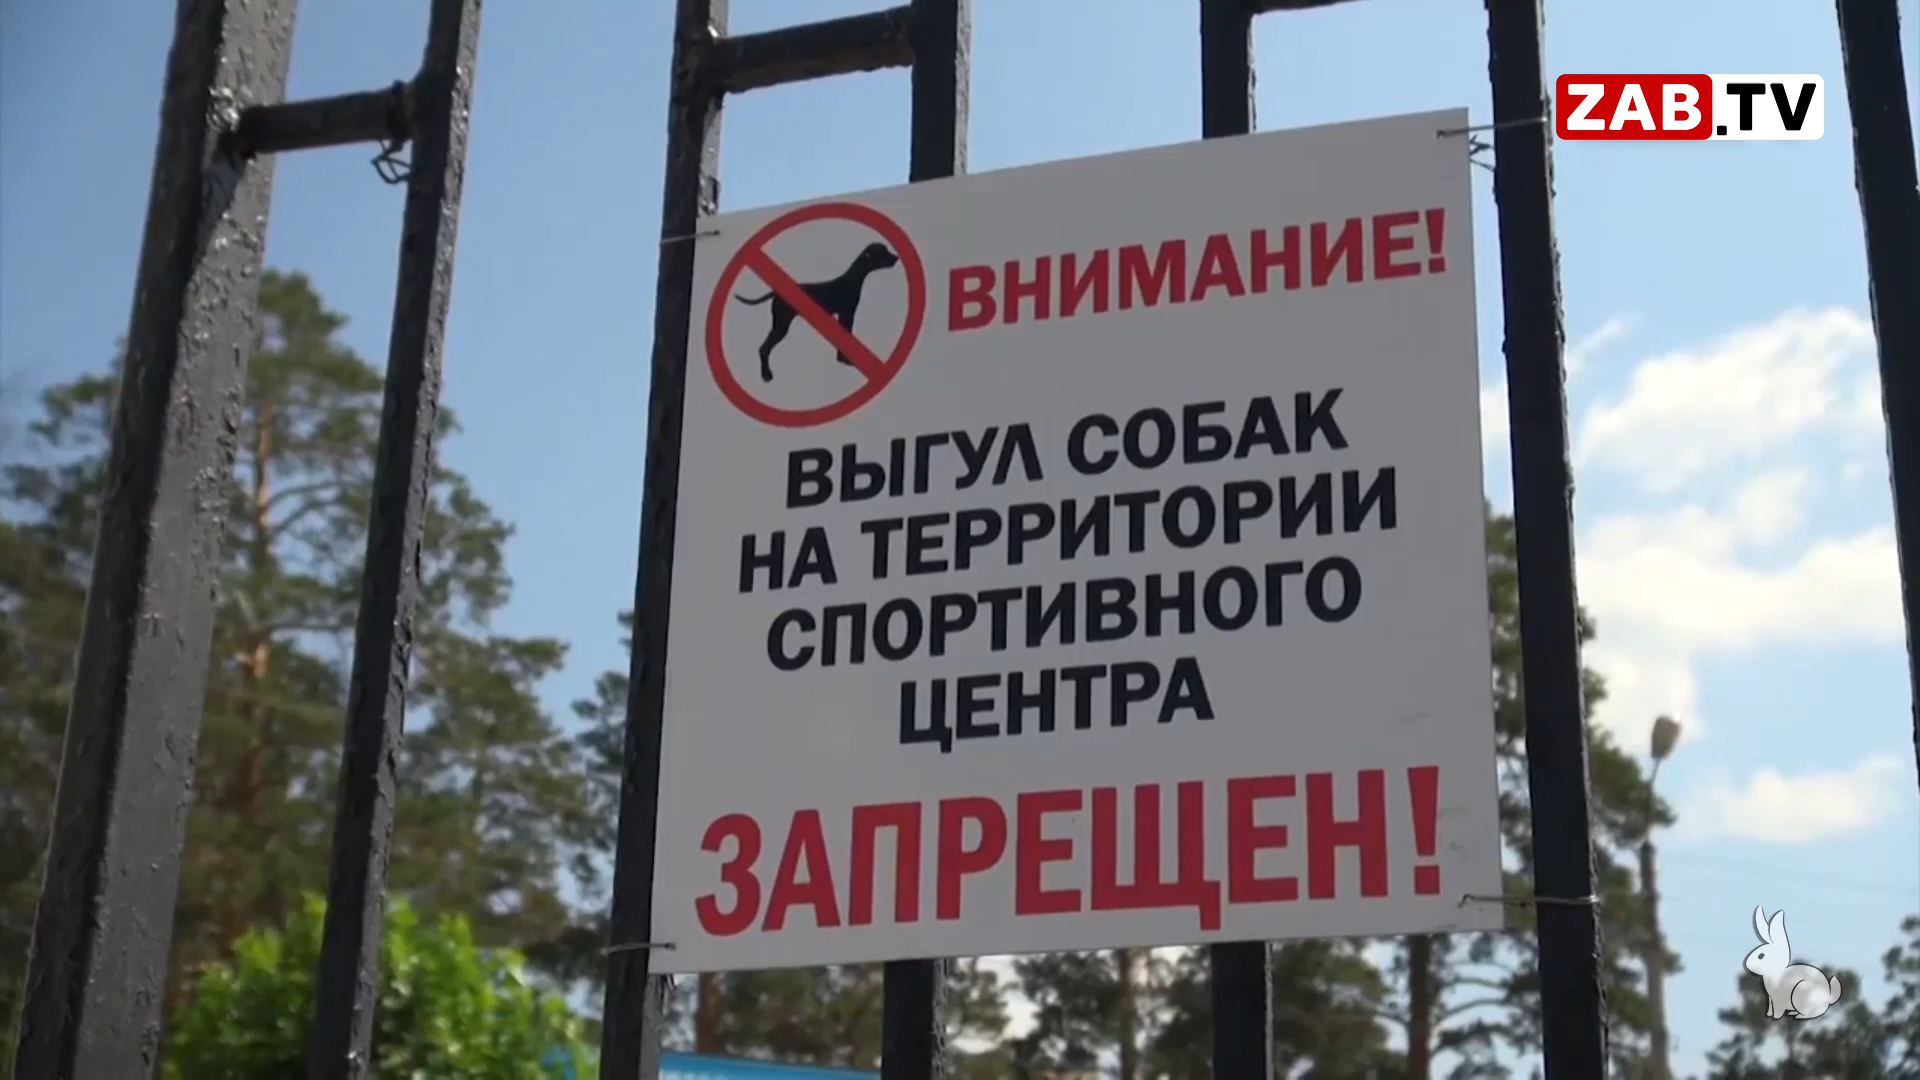 ZAB.TV
ВНИМАНИЕ!
ВЫГУЛ СОБАК
НА ТЕРРИТОРИИ
СПОРТИВНОГО
ЦЕНТРА
ЗАПРЕЩЕН!